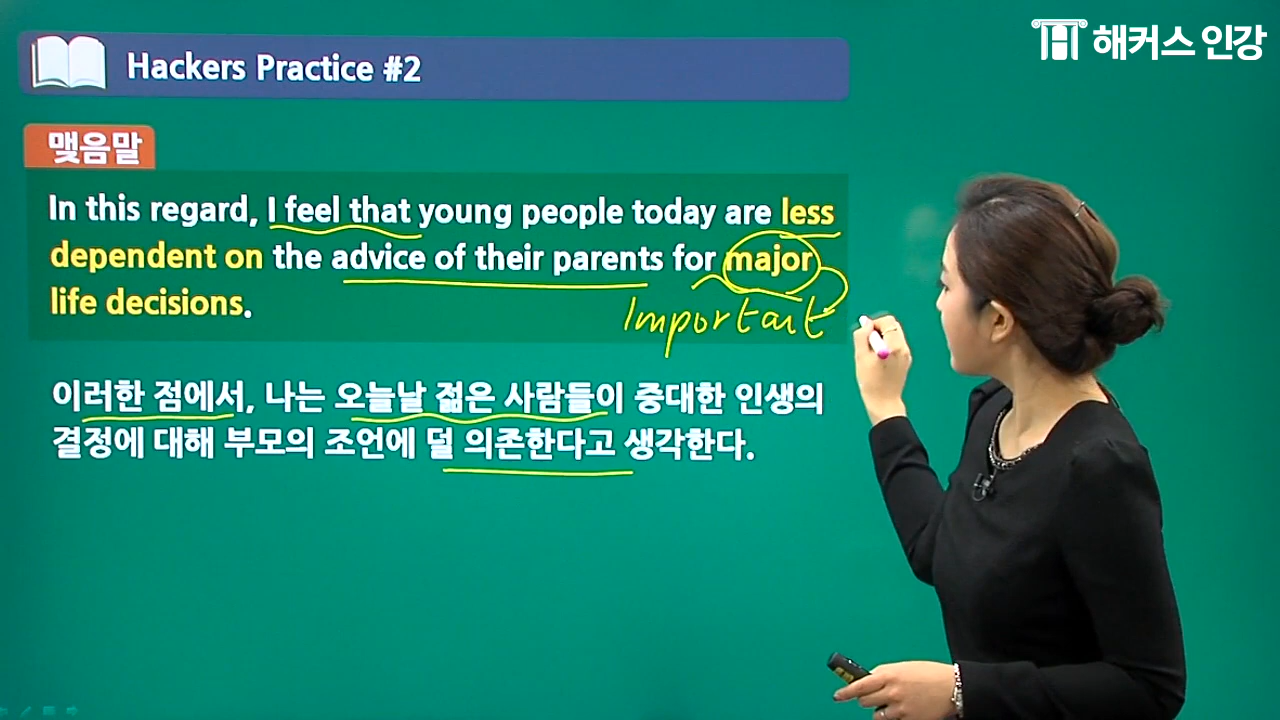 해커스 인강
Hackers Practice #2
맺음말
In this regard, I feel that young people today are less
dependent on the advice of their parents for major
life decisions.
Important
이러한 점에서, 나는 오늘날 젊은 사람들이 중대한 인생의
결정에 대해 부모의 조언에 덜 의존한다고 생각한다.